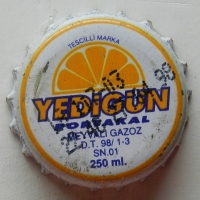 TESCİLLİ MARKA
YEDİGÜN
PORTAKAL
MEYVALI GAZOZ
D.T. 98/1-3
SN.01
250 ml.